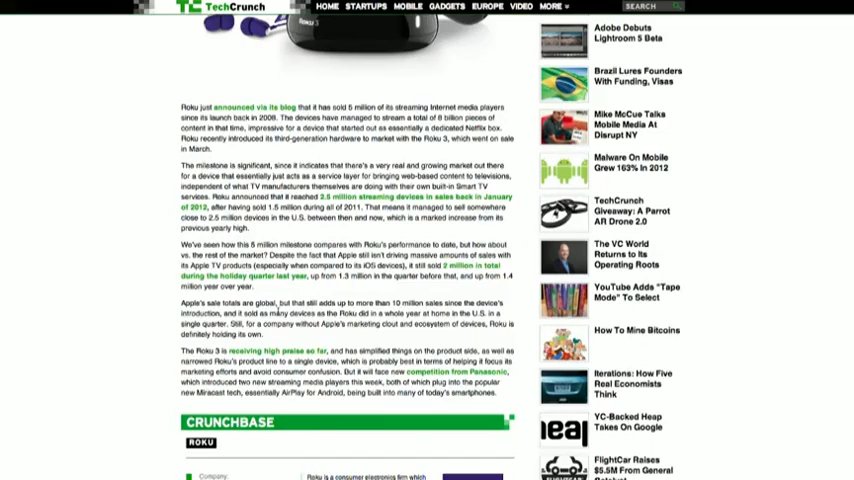 TechCrunch
HOME STARTUPS MOBILE GADGETS EUROPE VIDEO MORE
SEARCH
ROKU 3
Roku just announced via its blog that it has sold 5 million of its streaming Internet media players
since its launch back in 2008. The devices have managed to stream a total of 8 billion pieces of
content in that time, impressive for a device that started out as essentially a dedicated Netflix box.
Roku recently introduced its third-generation hardware to market with the Roku 3, which went on sale
in March.
The milestone is significant, since it indicates that there's a very real and growing market out there
for a device that essentially just acts as a service layer for bringing web-based content to televisions,
independent of what TV manufacturers themselves are doing with their own built-in Smart TV
services. Roku announced that it reached 2.5 million streaming devices in sales back in January
of 2012, after having sold 1.5 million during all of 2011. That means it managed to sell somewhere
close to 2.5 million devices in the U.S. between then and now, which is a marked increase from its
previous yearly high.
We've seen how this 5 million milestone compares with Roku's performance to date, but how about
vs. the rest of the market? Despite the fact that Apple still isn't driving massive amounts of sales with
its Apple TV products (especially when compared to its iOS devices), it still sold 2 million in total
during the holiday quarter last year, up from 1.3 million in the quarter before that, and up from 1.4
million year over year.
Apple's sale totals are global, but that still adds up to more than 10 million sales since the device's
introduction, and it sold as many devices as the Roku did in a whole year at home in the U.S. in a
single quarter. Still, for a company without Apple's marketing clout and ecosystem of devices, Roku is
definitely holding its own.
The Roku 3 is receiving high praise so far, and has simplified things on the product side, as well as
narrowed Roku's product line to a single device, which is probably best in terms of helping it focus its
marketing efforts and avoid consumer confusion. But it will face new competition from Panasonic,
which introduced two new streaming media players this week, both of which plug into the popular
new Miracast tech, essentially AirPlay for Android, being built into many of today's smartphones.
CRUNCHBASE
ROKU
Company:
Roku is a consumer electronics firm which
Adobe Debuts
Lightroom 5 Beta
Brazil Lures Founders
With Funding, Visas
Mike McCue Talks
Mobile Media At
Disrupt NY
Malware On Mobile
Grew 163% In 2012
TechCrunch
Giveaway: A Parrot
AR Drone 2.0
The VC World
Returns to Its
Operating Roots
YouTube Adds "Tape
Mode" To Select
How To Mine Bitcoins
Iterations: How Five
Real Economists
Think
heap
YC-Backed Heap
Takes On Google
FlightCar Raises
$5.5M From General